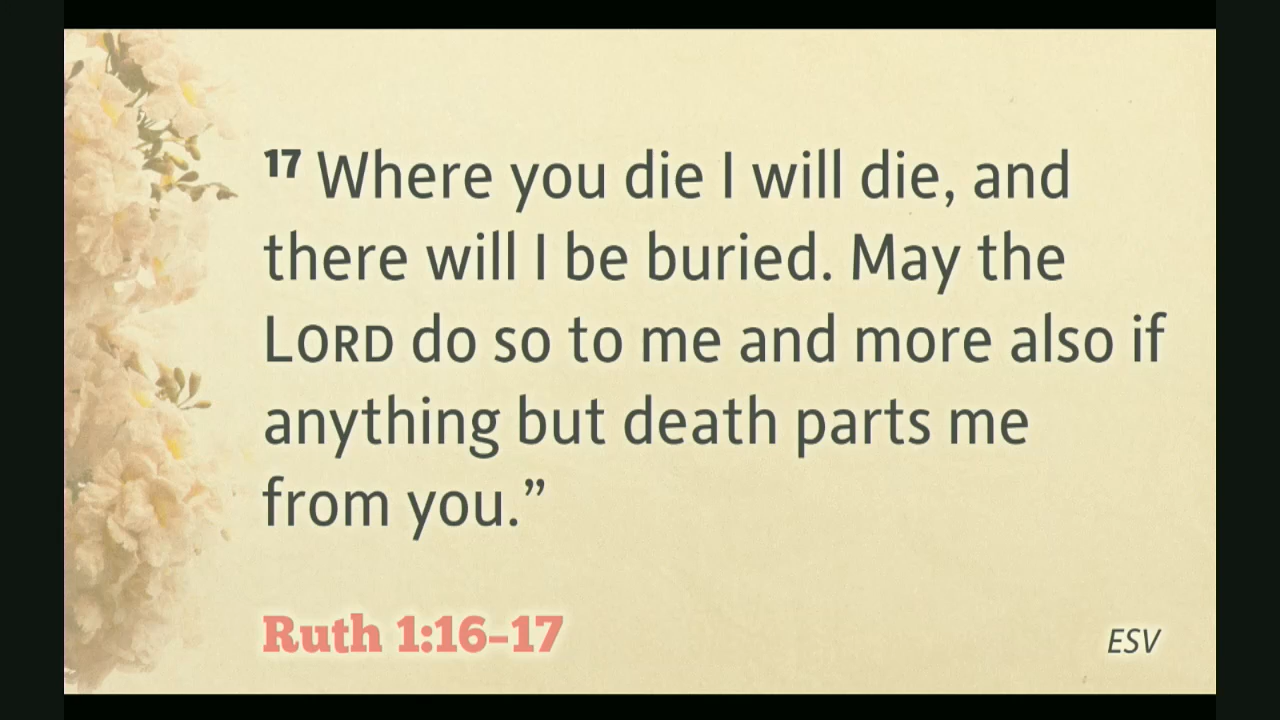 17 Where you die I will die, and
there will I be buried. May the
LORD do so to me and more also if
anything but death parts me
from you.”
Ruth 1:16–17
ESV